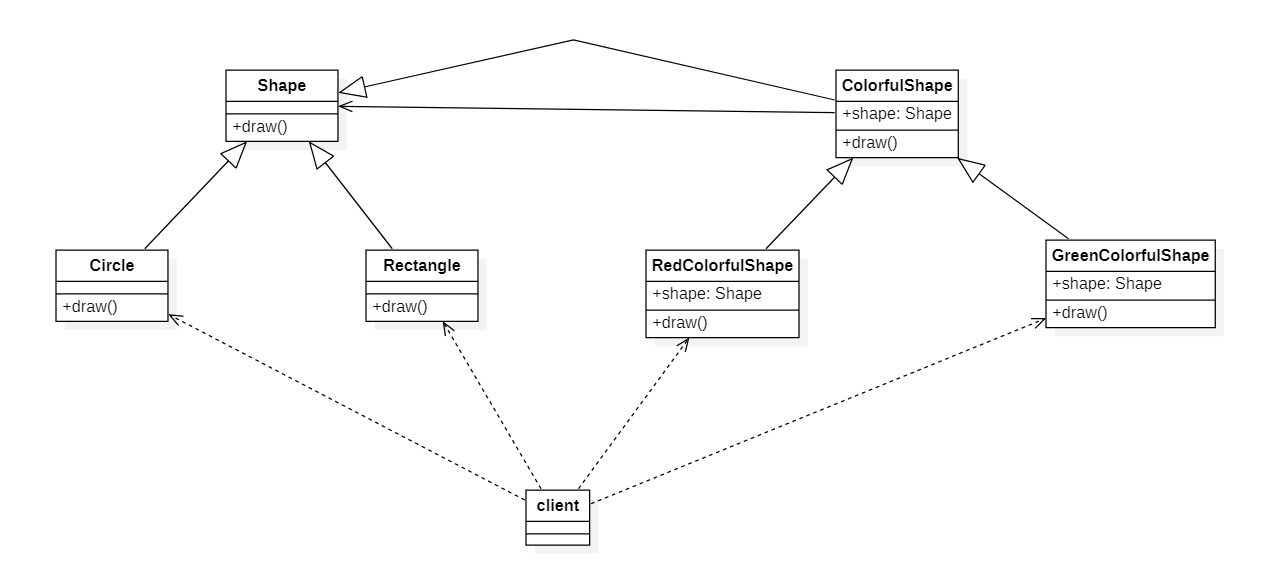 Shape
+draw()
ColorfulShape
+shape: Shape
+draw()
Circle
+draw()
Rectangle
+draw()
RedColorfulShape
+shape: Shape
+draw()
GreenColorfulShape
+shape: Shape
+draw()
client